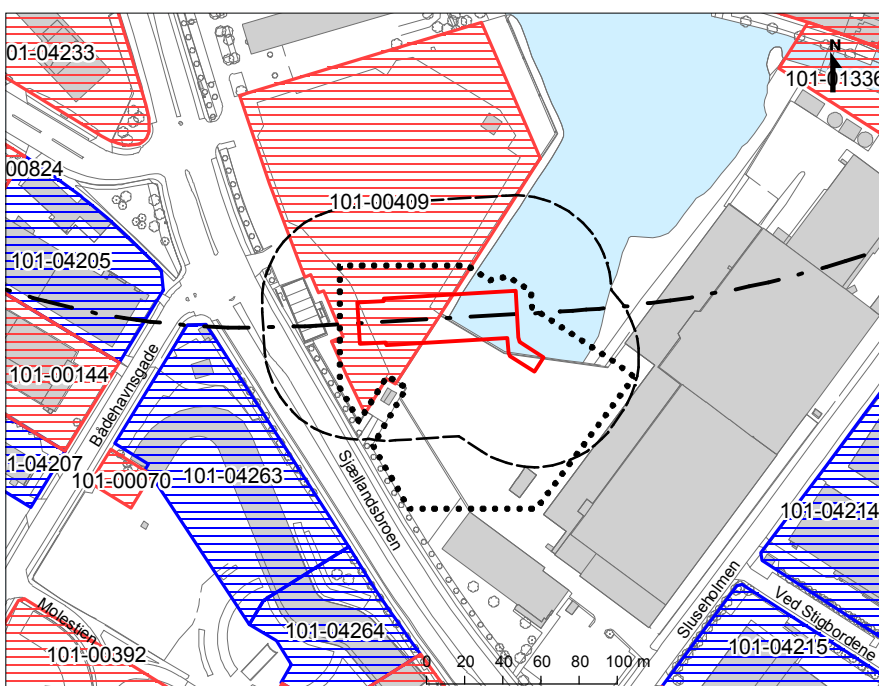 01-04233
N
101-01336
00824
101-00409
101-04205
101-00144
Bådehavnsgade
1-04207
101-00070
101-04263
Sjællandsbroen
101-04214
Sluseholmen
Ved Stigbordene
Molestien
101-04264
101-04215
101-00392
0 20 40 60 80 100 m